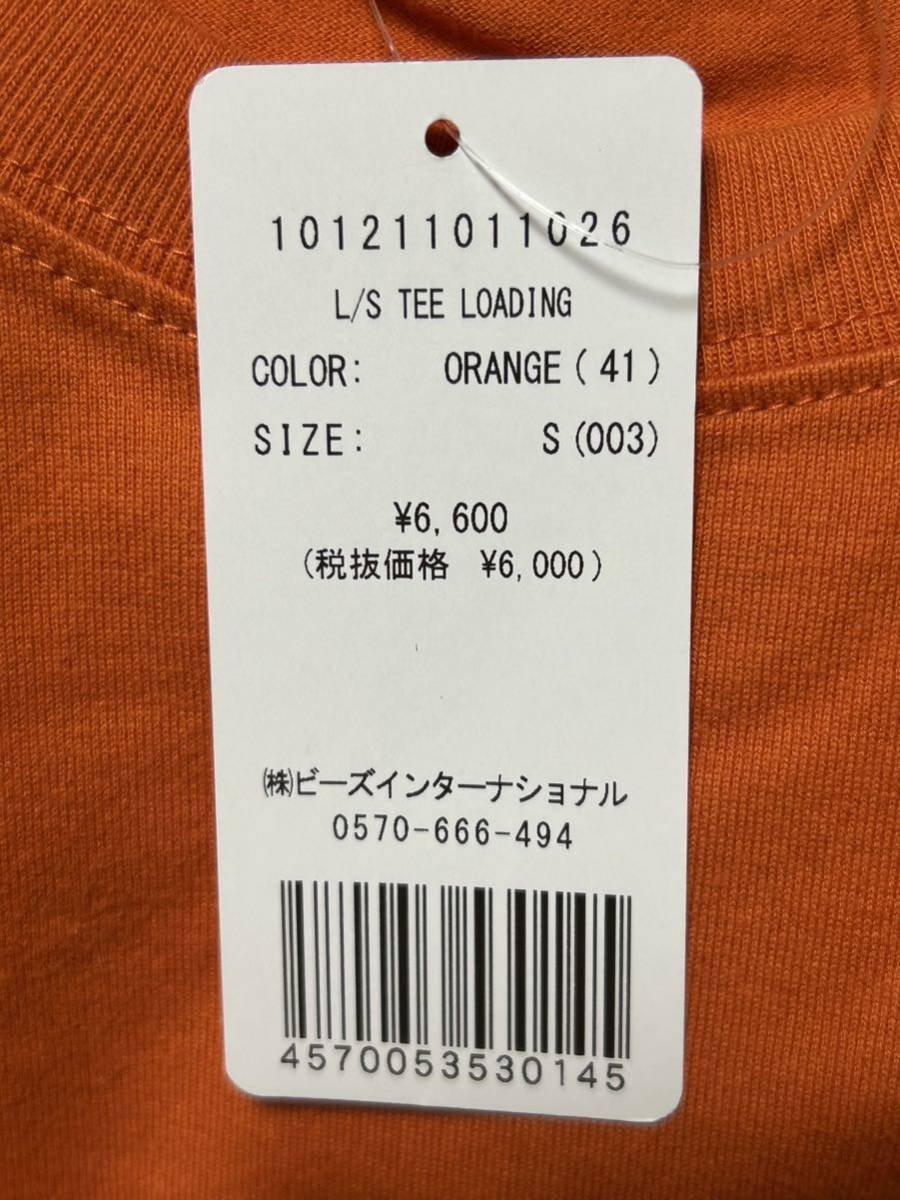 101211011026
L/S TEE LOADING
COLOR: ORANGE(41)
SIZE: S(003)
¥6,600
(税抜価格 ¥6,000)
㈱ビーズインターナショナル
0570-666-494
4570053530145